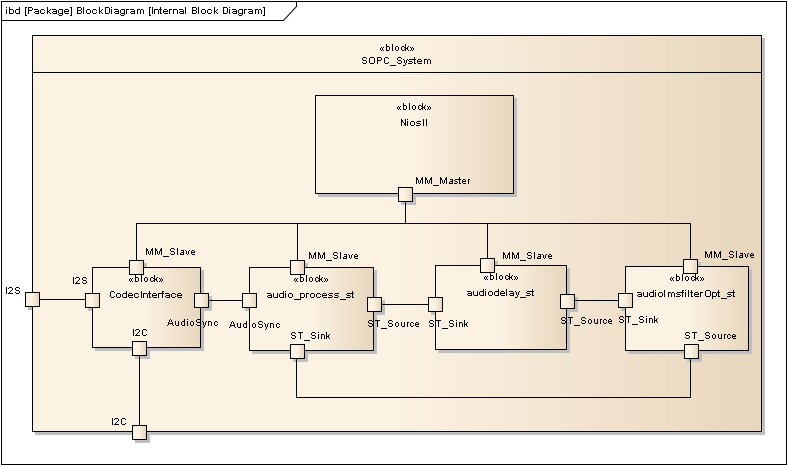 ibd [Package] BlockDiagram [Internal Block Diagram]
«block»
SOPC_System
«block»
NiosII
MM_Master
MM_Slave
MM_Slave
MM_Slave
MM_Slave
I2S
I2S
«block»
CodecInterface
AudioSync
I2C
I2C
«block»
audio_process_st
AudioSync
ST_Source
ST_Sink
«block»
audiodelay_st
ST_Sink
ST_Source
«block»
audiolmsfilterOpt_st
ST_Sink
ST_Source